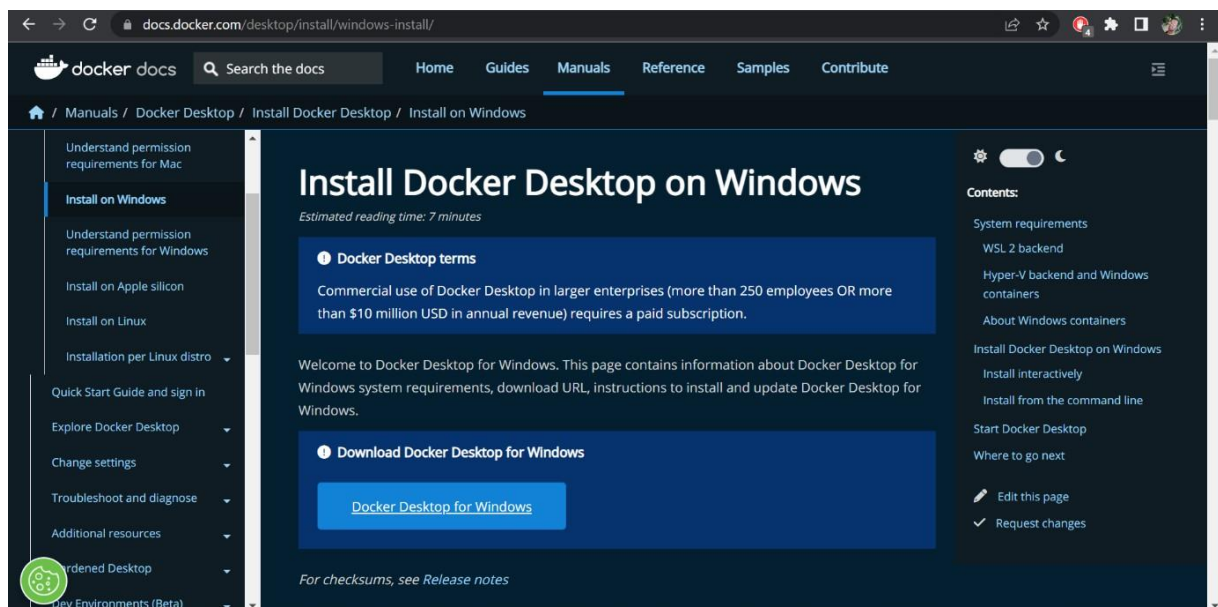 docs.docker.com/desktop/install/windows-install/
4
docker docs
Search the docs
Home
Guides
Manuals
Reference
Samples
Contribute
/ Manuals / Docker Desktop / Install Docker Desktop / Install on Windows
Understand permission
requirements for Mac
Install on Windows
Understand permission
requirements for Windows
Install on Apple silicon
Install on Linux
Installation per Linux distro
Quick Start Guide and sign in
Explore Docker Desktop
Change settings
Troubleshoot and diagnose
Additional resources
rdened Desktop
Dev Environments (Beta)
Install Docker Desktop on Windows
Estimated reading time: 7 minutes
Docker Desktop terms
Commercial use of Docker Desktop in larger enterprises (more than 250 employees OR more
than $10 million USD in annual revenue) requires a paid subscription.
Welcome to Docker Desktop for Windows. This page contains information about Docker Desktop for
Windows system requirements, download URL, instructions to install and update Docker Desktop for
Windows.
Download Docker Desktop for Windows
Docker Desktop for Windows
For checksums, see Release notes
Contents:
System requirements
WSL 2 backend
Hyper-V backend and Windows
containers
About Windows containers
Install Docker Desktop on Windows
Install interactively
Install from the command line
Start Docker Desktop
Where to go next
Edit this page
Request changes